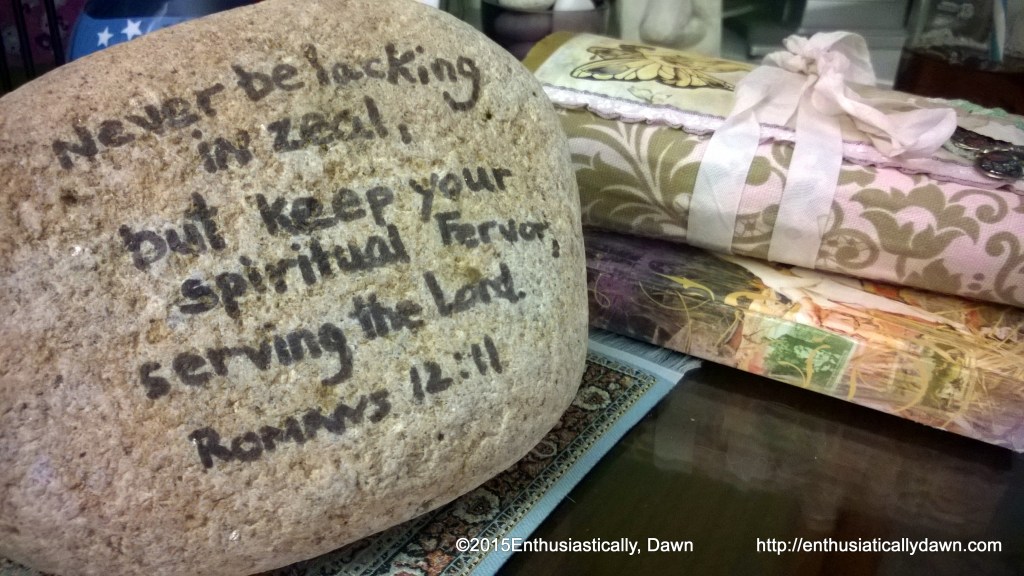 Never be lacking
in zeal,
but keep your
spiritual Fervor,
serving the Lord.
Romans 12:11
©2015Enthusiastically, Dawn http://enthusiaticallydawn.com